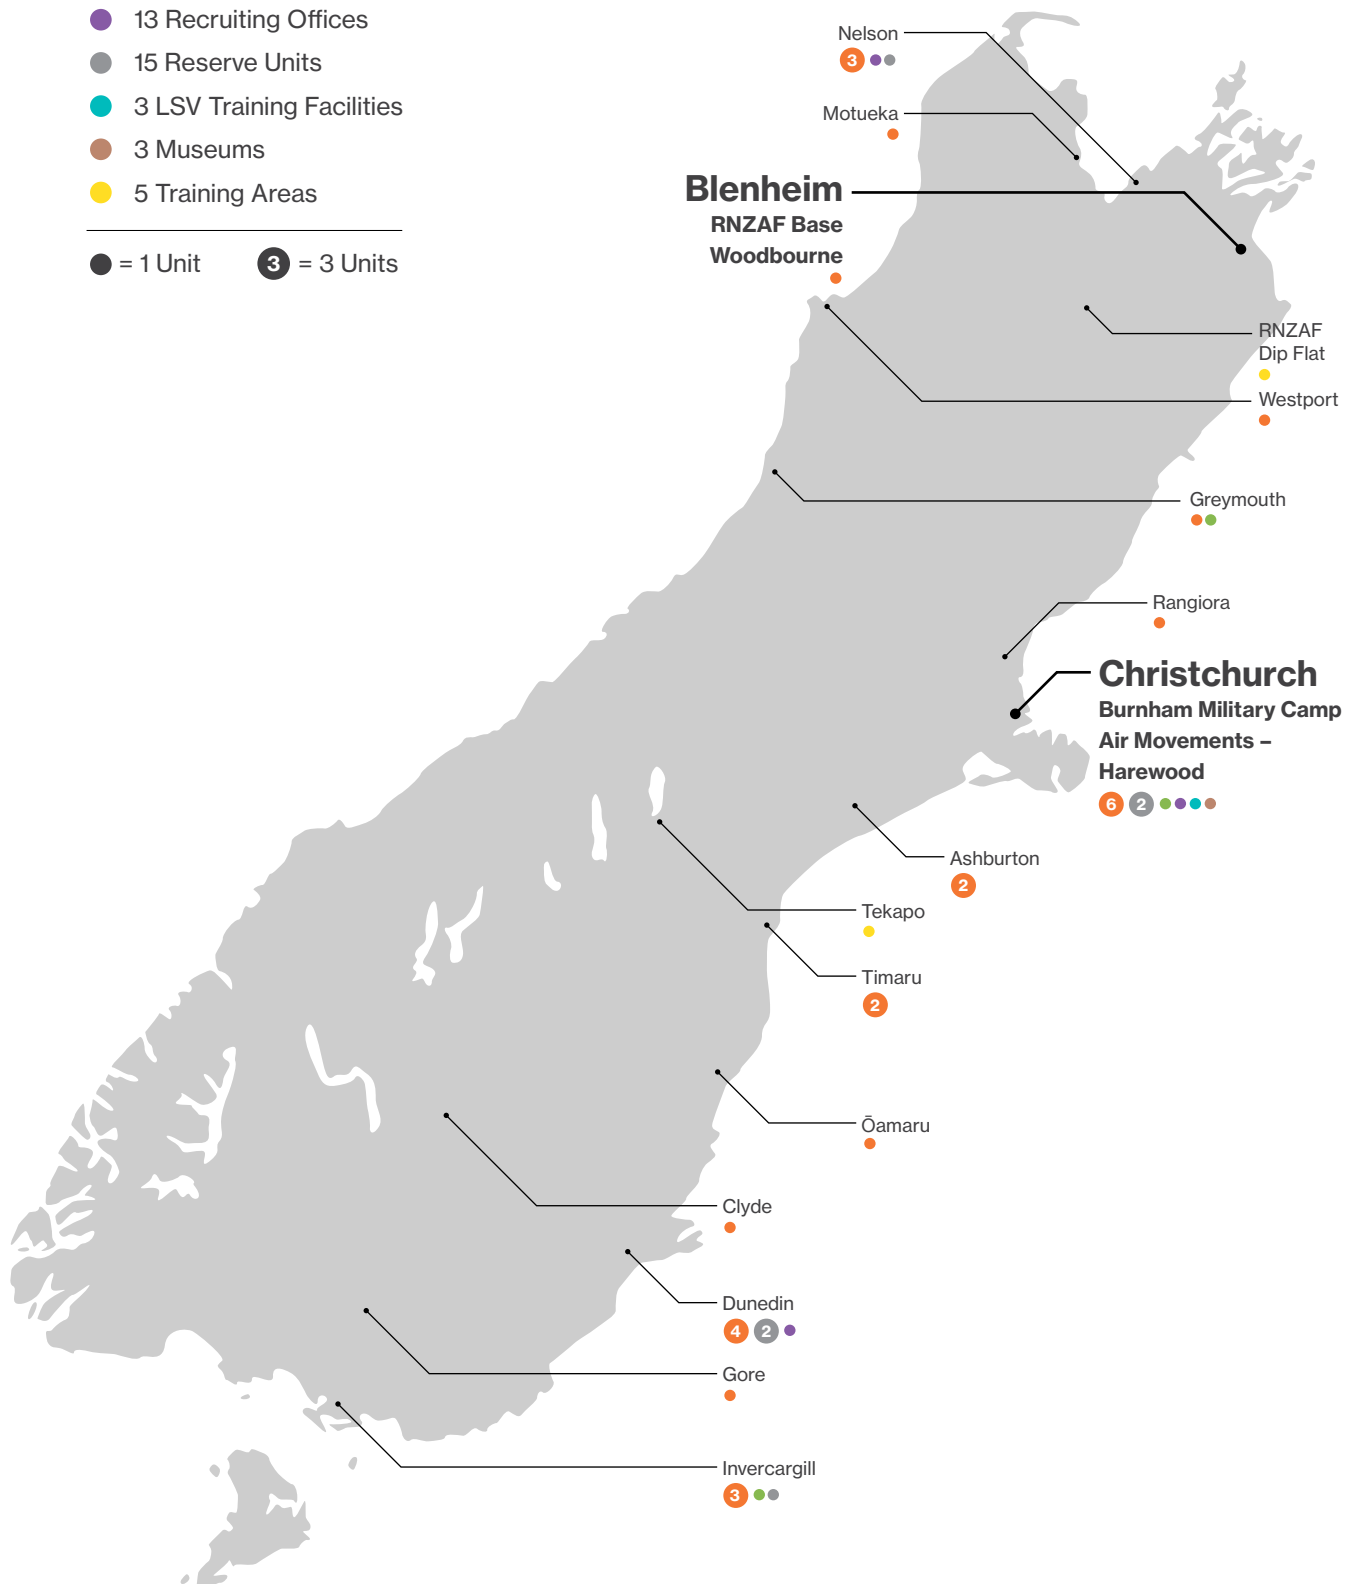 13 Recruiting Offices
15 Reserve Units
3 LSV Training Facilities
3 Museums
5 Training Areas
= 1 Unit
3 = 3 Units
Nelson
3
Motueka
Blenheim
RNZAF Base
Woodbourne
RNZAF
Dip Flat
Westport
Greymouth
Rangiora
Christchurch
Burnham Military Camp
Air Movements –
Harewood
6 2
Ashburton
2
Tekapo
Timaru
2
Ōamaru
Clyde
Dunedin
4 2
Gore
Invercargill
3